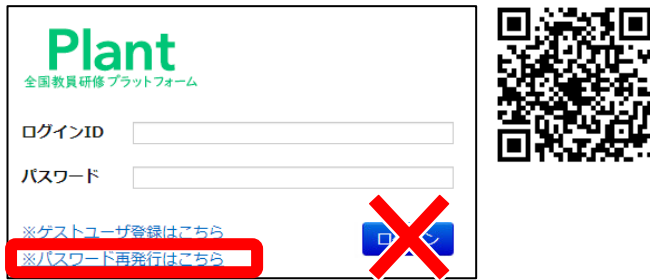 Plant
全国教員研修プラットフォーム
ログインID
パスワード
※ゲストユーザ登録はこちら
※パスワード再発行はこちら